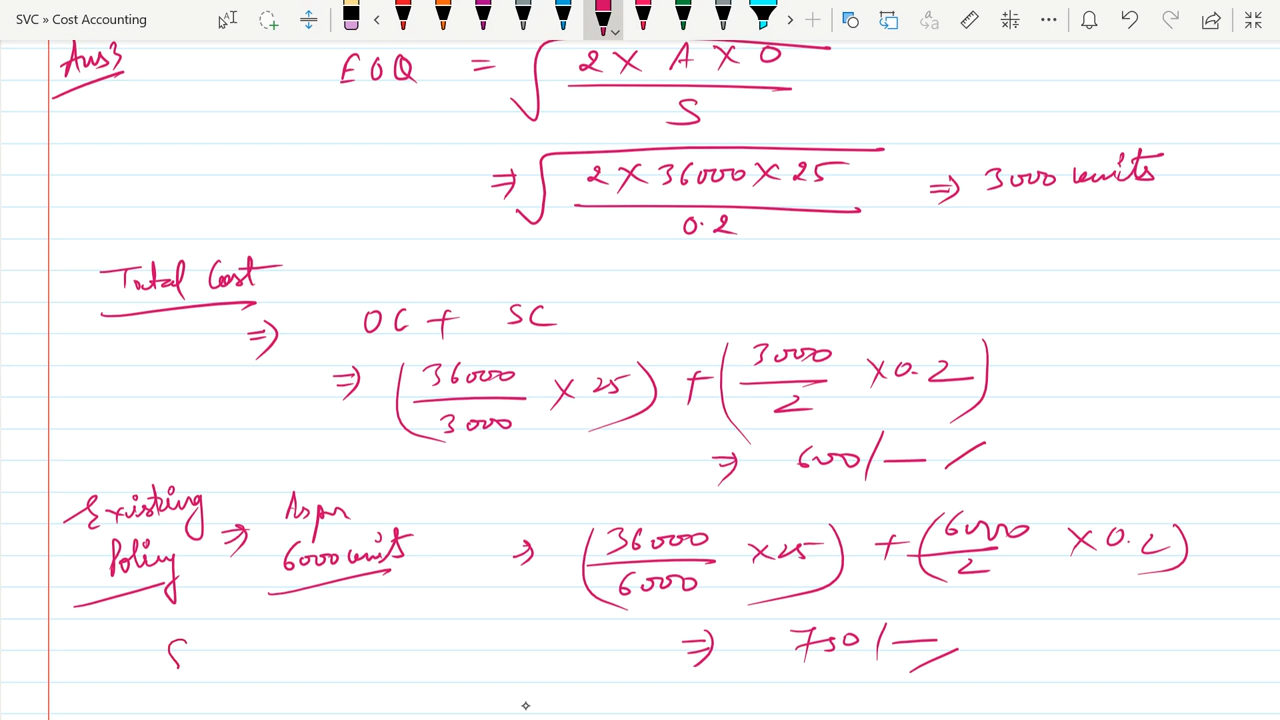 SVC » Cost Accounting
Ans3 EOQ = √(2 X A X O / S)
⇒ √(2 X 36000 X 25 / 0.2) ⇒ 3000 units
Total Cost
⇒ OC + SC
⇒ (36000 / 3000 X 25) + (3000 / 2 X 0.2)
⇒ 600/—
Existing Policy ⇒ As per 6000 units ⇒ (36000 / 6000 X 25) + (6000 / 2 X 0.2)
S ⇒ 750/—